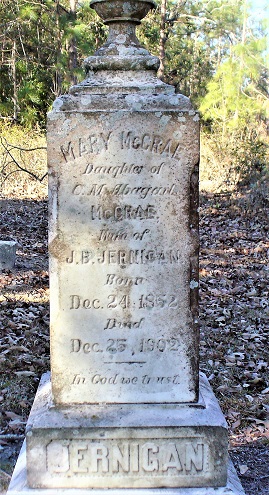 MARY McCRAE
Daughter of
C. M. Abagail
McCRAE
of
J. B. JERNIGAN
Born
Dec. 24. 1852
Died
Dec. 25, 1902
In God we trust.
JERNIGAN